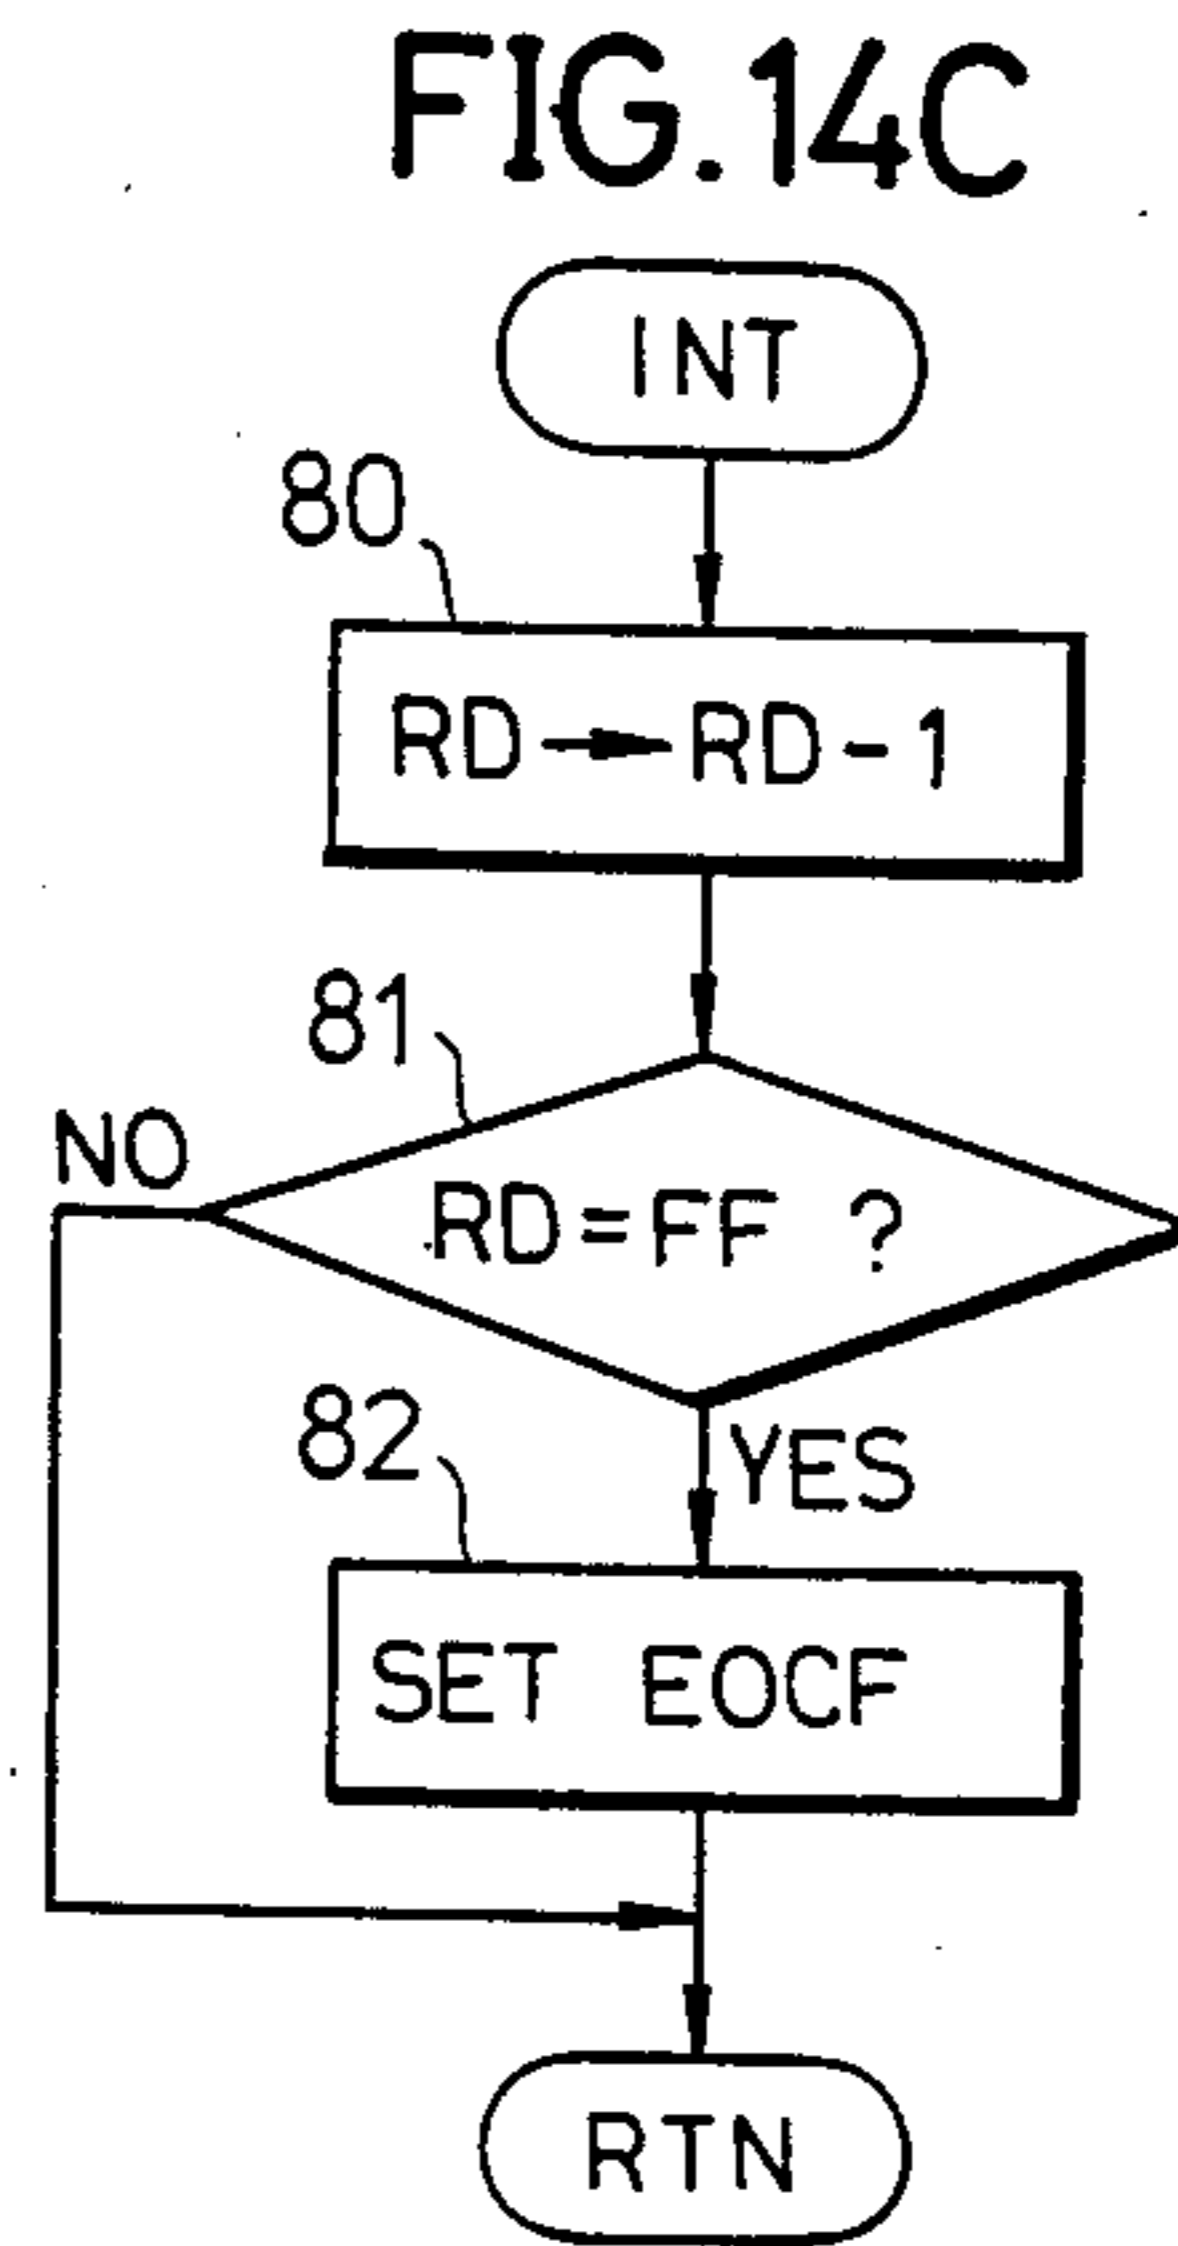 FIG.14C
INT
80
RD→RD-1
81
NO
RD=FF ?
82
YES
SET EOCF
RTN